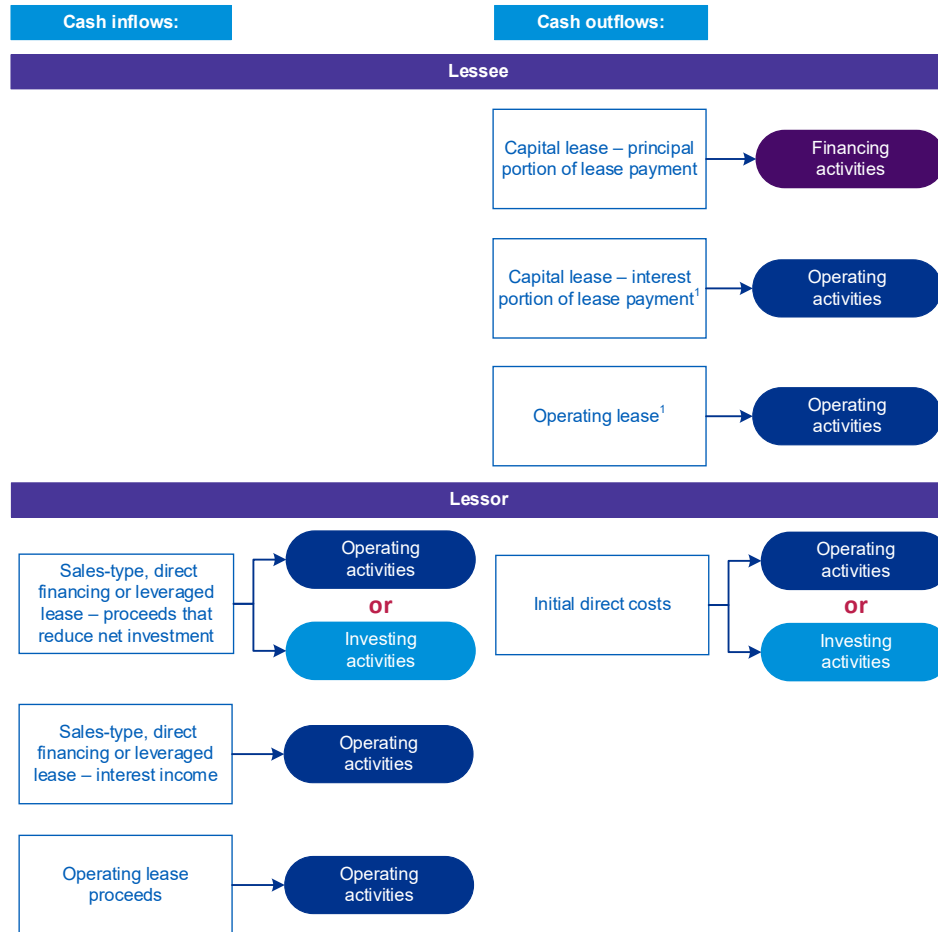 Cash inflows:
Cash outflows:
Lessee
Capital lease – principal
portion of lease payment
Financing
activities
Capital lease – interest
portion of lease payment¹
Operating
activities
Operating lease¹
Operating
activities
Lessor
Sales-type, direct
financing or leveraged
lease – proceeds that
reduce net investment
Operating
activities
or
Investing
activities
Initial direct costs
Operating
activities
or
Investing
activities
Sales-type, direct
financing or leveraged
lease – interest income
Operating
activities
Operating lease
proceeds
Operating
activities